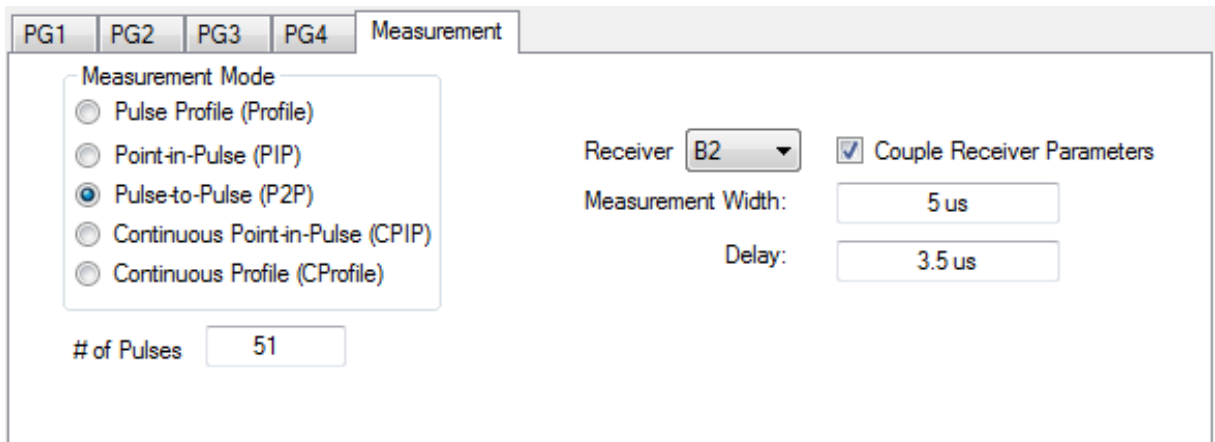 PG1 PG2 PG3 PG4 Measurement
Measurement Mode
Pulse Profile (Profile)
Point-in-Pulse (PIP)
Pulse-to-Pulse (P2P)
Continuous Point-in-Pulse (CPIP)
Continuous Profile (CProfile)
# of Pulses 51
Receiver B2 Couple Receiver Parameters
Measurement Width: 5 us
Delay: 3.5 us